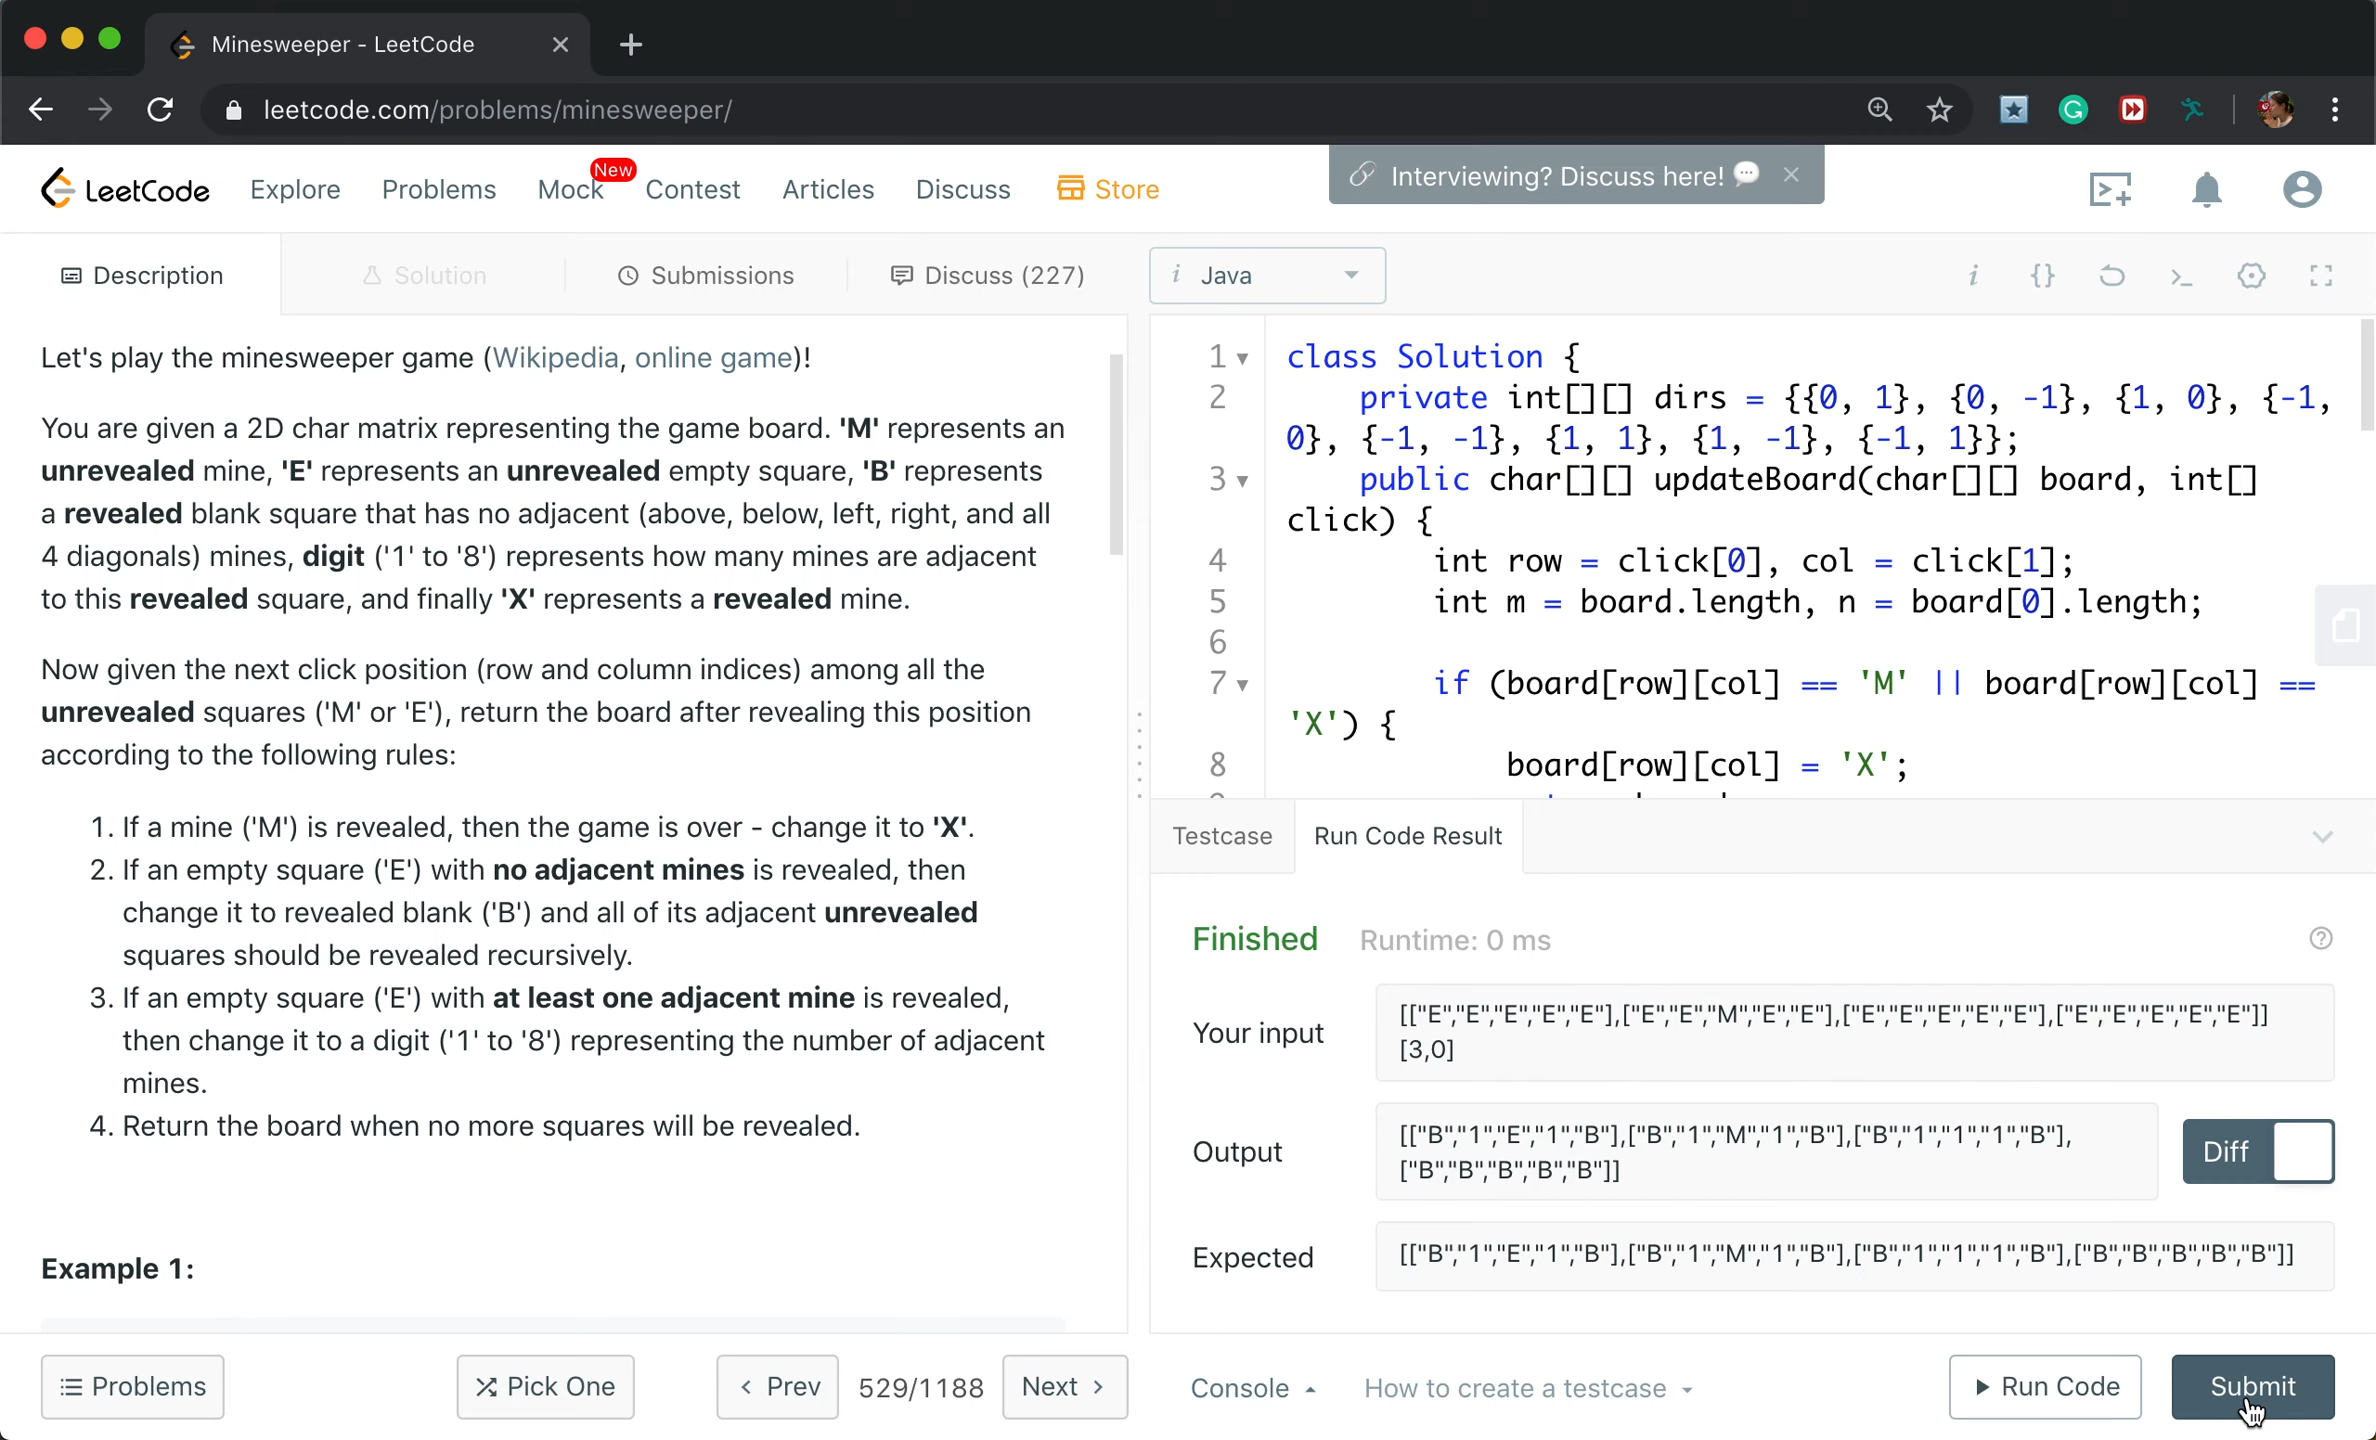 Minesweeper - LeetCode
leetcode.com/problems/minesweeper/
LeetCode Explore Problems Mock New Contest Articles Discuss Store
Interviewing? Discuss here!
Description Solution Submissions Discuss (227)
Let's play the minesweeper game (Wikipedia, online game)!
You are given a 2D char matrix representing the game board. 'M' represents an
unrevealed mine, 'E' represents an unrevealed empty square, 'B' represents
a revealed blank square that has no adjacent (above, below, left, right, and all
4 diagonals) mines, digit ('1' to '8') represents how many mines are adjacent
to this revealed square, and finally 'X' represents a revealed mine.
Now given the next click position (row and column indices) among all the
unrevealed squares ('M' or 'E'), return the board after revealing this position
according to the following rules:
1. If a mine ('M') is revealed, then the game is over - change it to 'X'.
2. If an empty square ('E') with no adjacent mines is revealed, then
change it to revealed blank ('B') and all of its adjacent unrevealed
squares should be revealed recursively.
3. If an empty square ('E') with at least one adjacent mine is revealed,
then change it to a digit ('1' to '8') representing the number of adjacent
mines.
4. Return the board when no more squares will be revealed.
Example 1:
Problems Pick One Prev 529/1188 Next
i Java
1 class Solution {
2 private int[][] dirs = {{0, 1}, {0, -1}, {1, 0}, {-1,
0}, {-1, -1}, {1, 1}, {1, -1}, {-1, 1}};
3 public char[][] updateBoard(char[][] board, int[]
click) {
4 int row = click[0], col = click[1];
5 int m = board.length, n = board[0].length;
6
7 if (board[row][col] == 'M' || board[row][col] ==
'X') {
8 board[row][col] = 'X';
Testcase Run Code Result
Finished Runtime: 0 ms
Your input
[["E","E","E","E","E"],["E","E","M","E","E"],["E","E","E","E","E"],["E","E","E","E","E"]]
[3,0]
Output
[["B","1","E","1","B"],["B","1","M","1","B"],["B","1","1","1","B"],
["B","B","B","B","B"]]
Diff
Expected
[["B","1","E","1","B"],["B","1","M","1","B"],["B","1","1","1","B"],["B","B","B","B","B"]]
Console How to create a testcase Run Code Submit